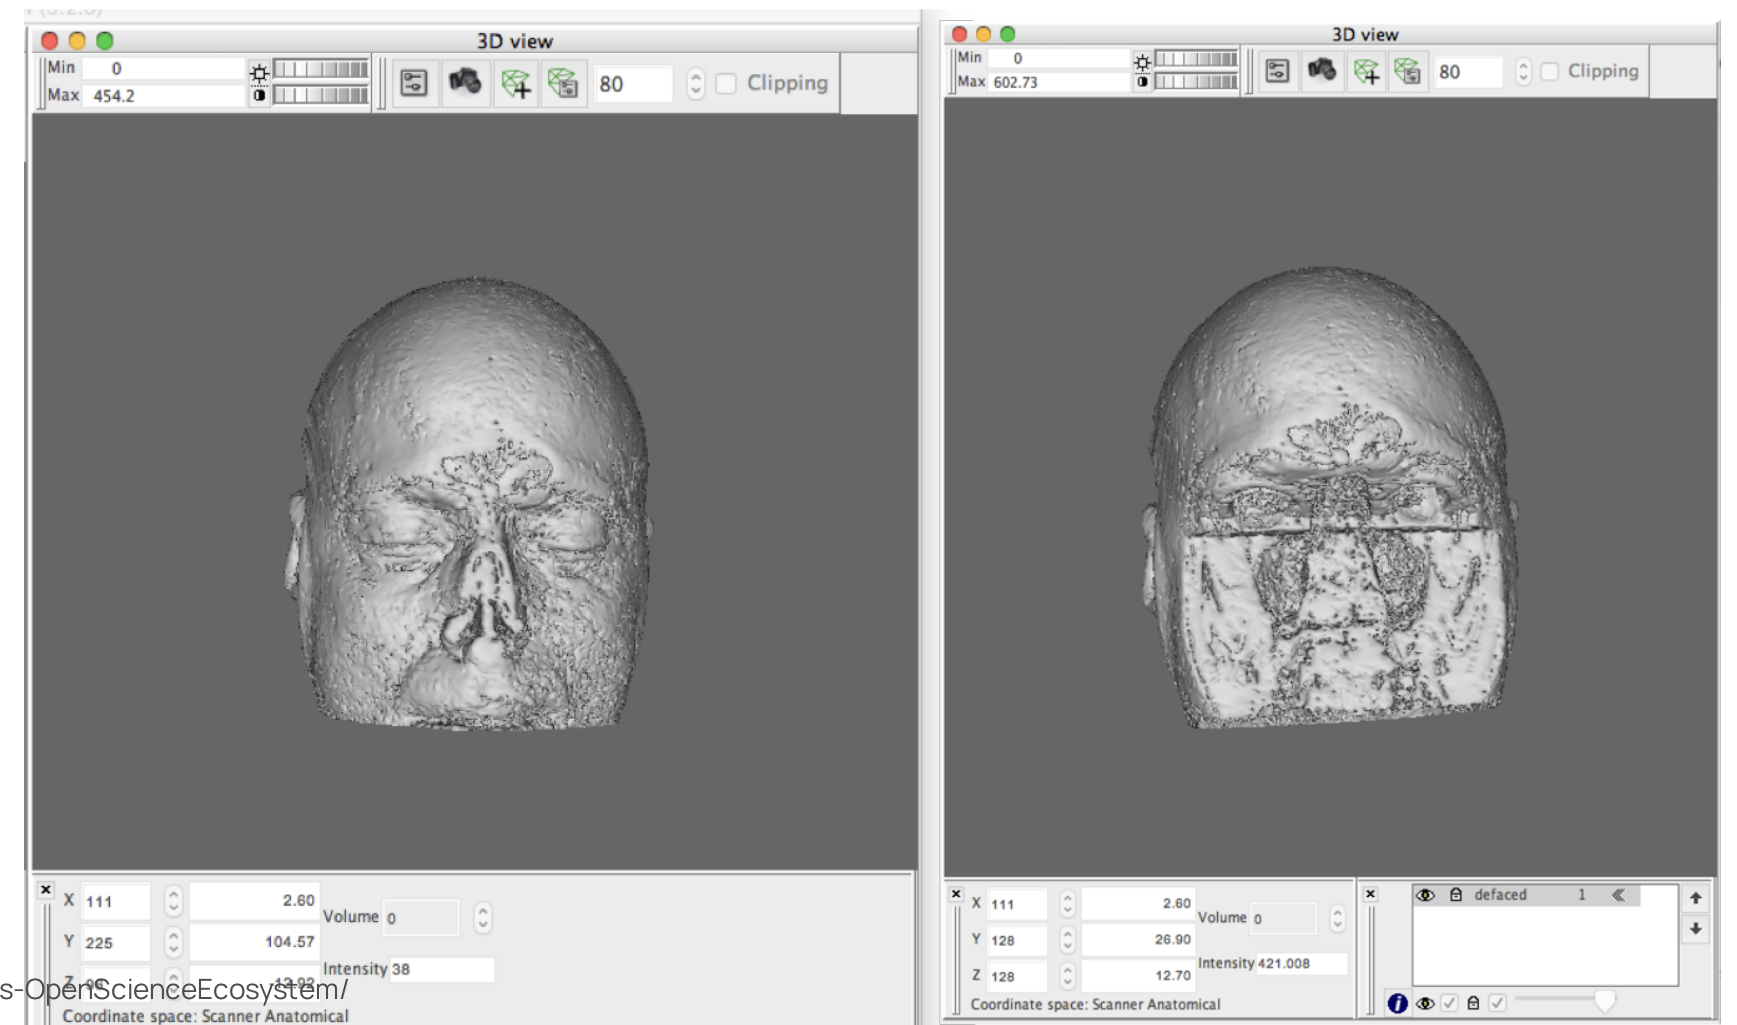 3D view
Min 0
Max 454.2
80
Clipping
X 111 2.60
Volume 0
Y 225 104.57
Intensity 38
Z
s-OpenScienceEcosystem/
Coordinate space: Scanner Anatomical
3D view
Min 0
Max 602.73
80
Clipping
X 111 2.60
Volume 0
Y 128 26.90
Intensity 421.008
Z 128 12.70
Coordinate space: Scanner Anatomical
defaced 1